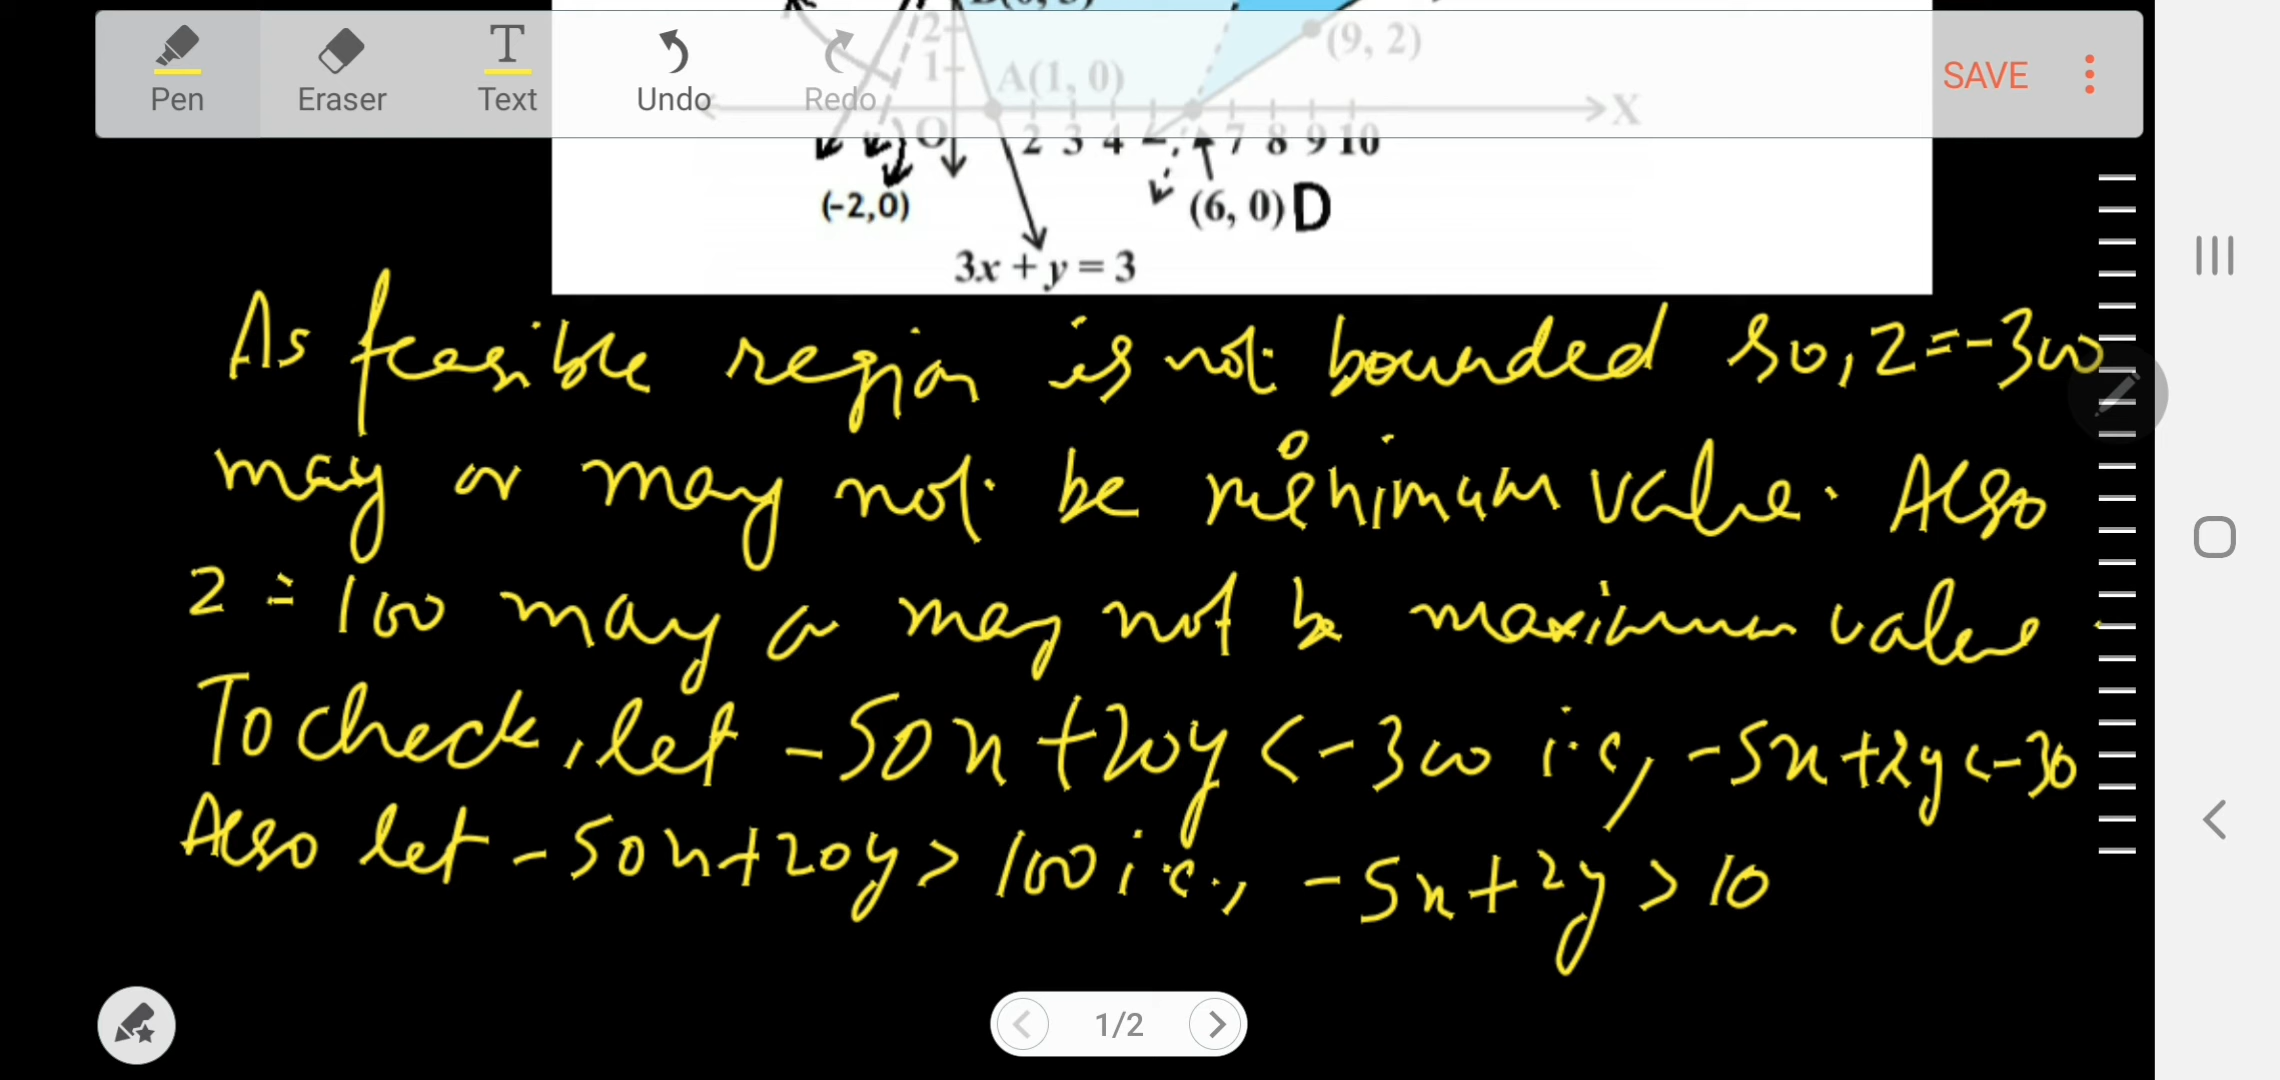 Pen Eraser Text Undo Redo SAVE
2 (9, 2)
1 A(1, 0)
X
O 2 3 4 7 8 9 10
(-2,0) (6, 0) D
3x + y = 3
As feasible region is not bounded so, Z = -300
may or may not be minimum value. Also
Z = 100 may or may not be maximum value.
To check, let -50x + 20y < -300 i.e, -5x + 2y < -30
Also let -50x + 20y > 100 i.e., -5x + 2y > 10
1/2